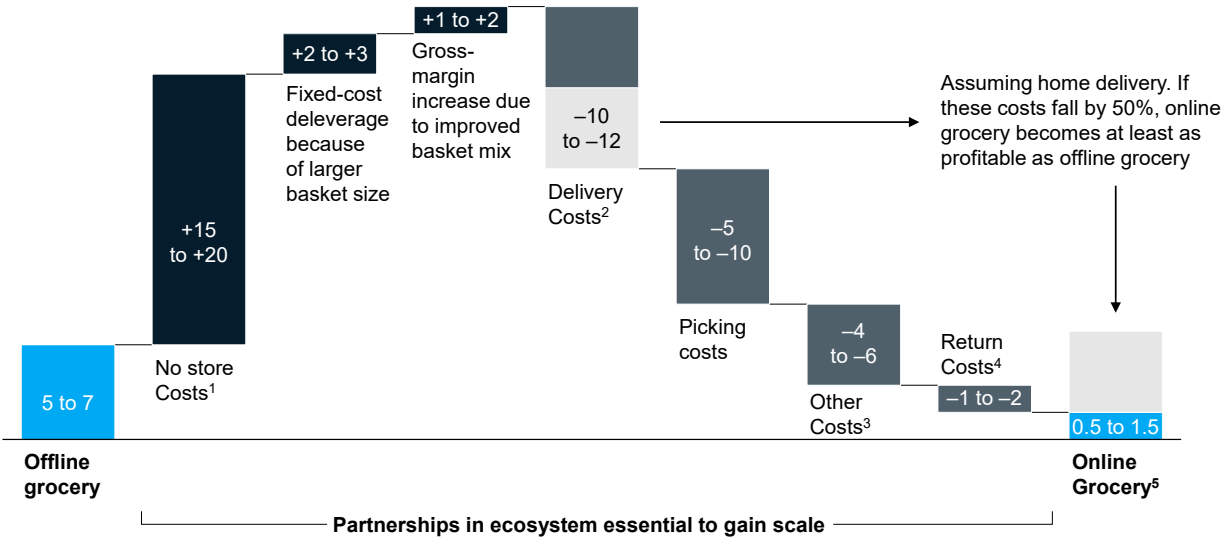 5 to 7
Offline
grocery
+15
to +20
No store
Costs¹
+2 to +3
Fixed-cost
deleverage
because
of larger
basket size
+1 to +2
Gross-
margin
increase due
to improved
basket mix
–10
to –12
Delivery
Costs²
–5
to –10
Picking
costs
–4
to –6
Other
Costs³
Return
Costs⁴
–1 to –2
Assuming home delivery. If
these costs fall by 50%, online
grocery becomes at least as
profitable as offline grocery
0.5 to 1.5
Online
Grocery⁵
Partnerships in ecosystem essential to gain scale